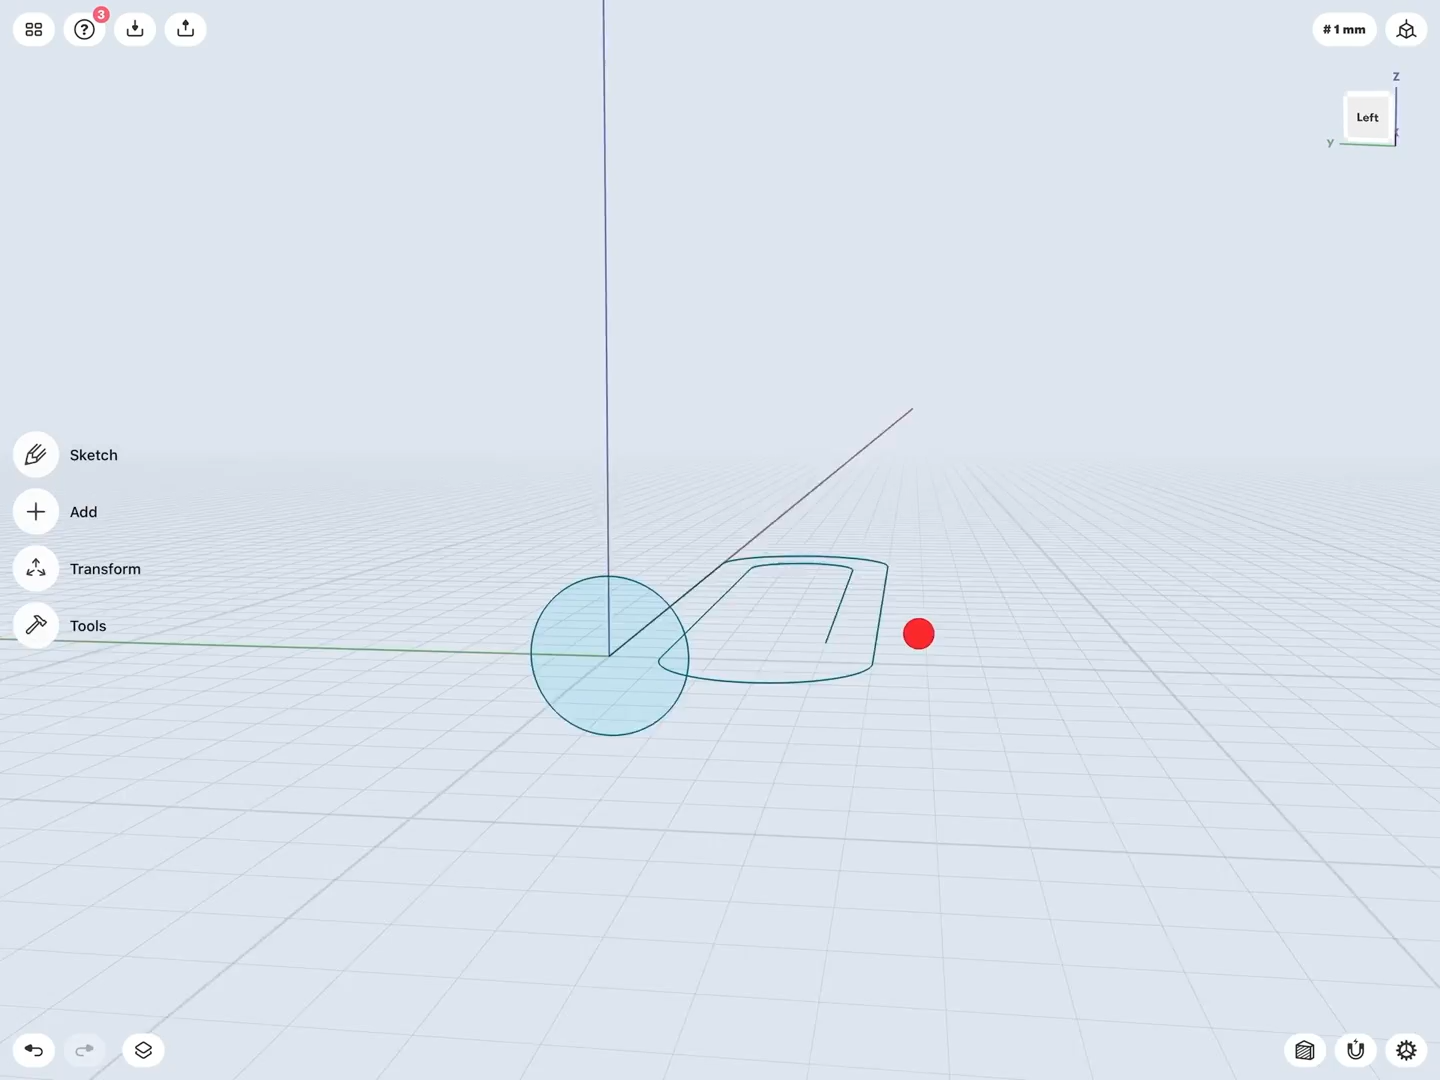 3
# 1 mm
Z
Left
Y
X
Sketch
Add
Transform
Tools